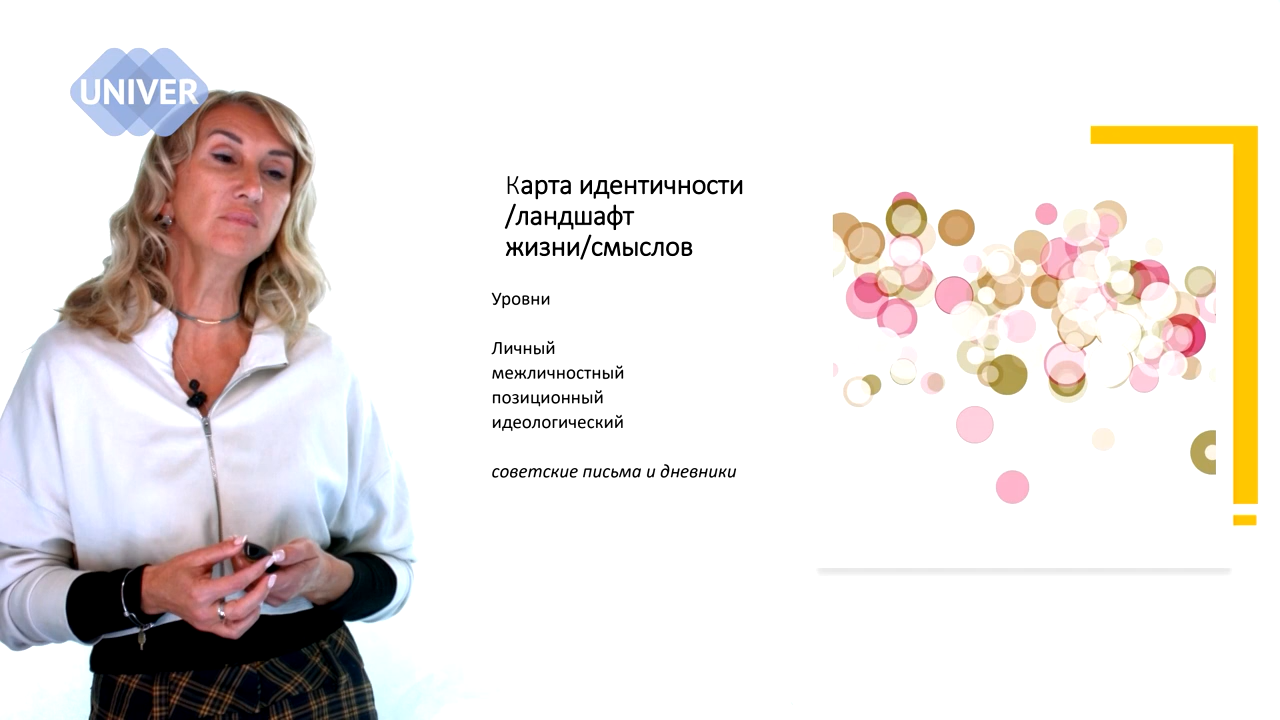 UNIVER
Карта идентичности
/ландшафт
жизни/смыслов
Уровни
Личный
межличностный
позиционный
идеологический
советские письма и дневники